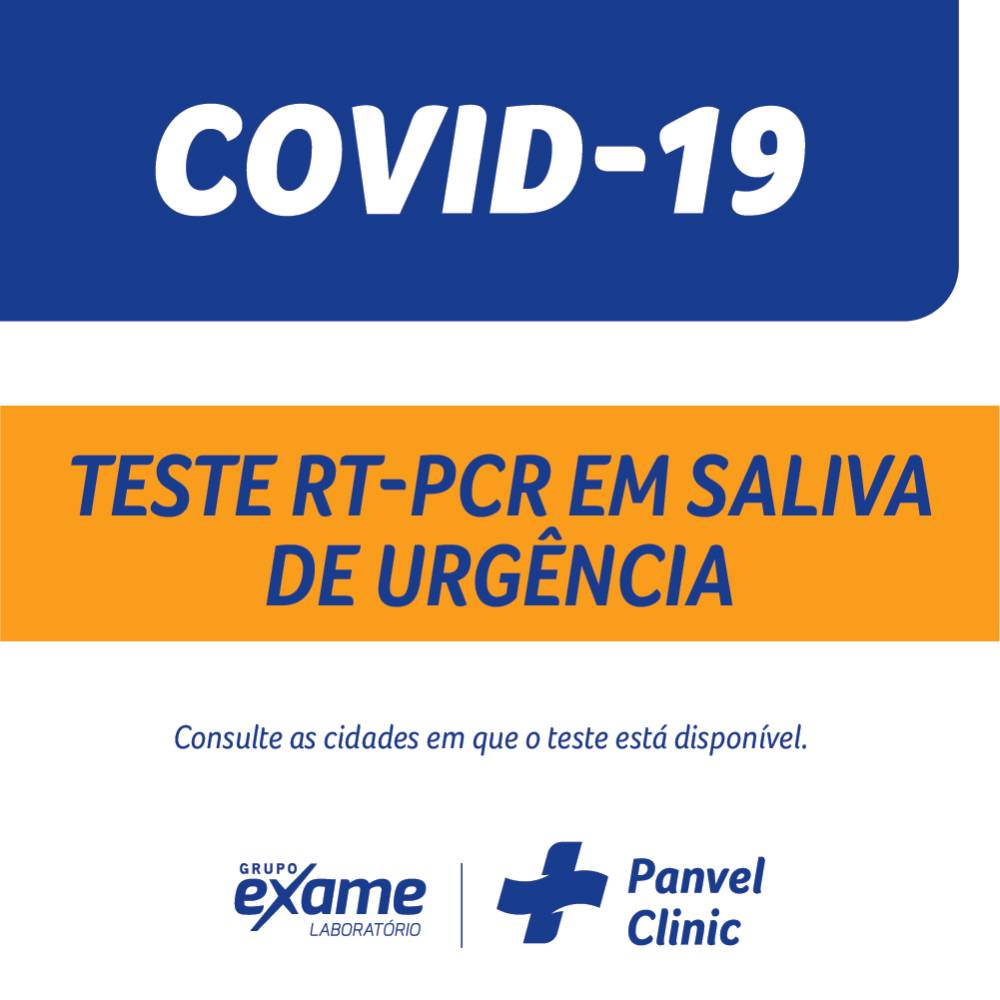 COVID-19
TESTE RT-PCR EM SALIVA
DE URGÊNCIA
Consulte as cidades em que o teste está disponível.
GRUPO
exame
LABORATÓRIO
Panvel
Clinic